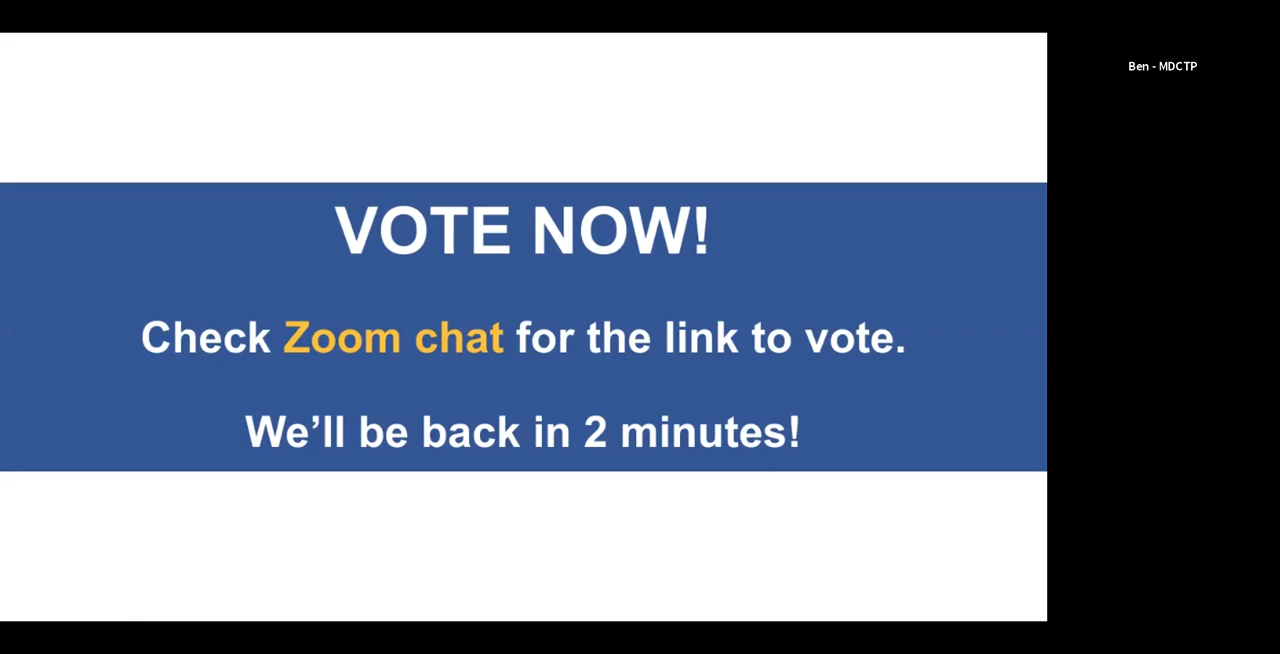 Ben - MDCTP
VOTE NOW!
Check Zoom chat for the link to vote.
We’ll be back in 2 minutes!